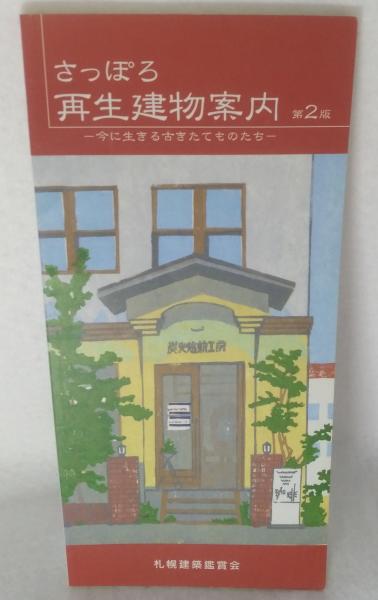 さっぽろ
再生建物案内 第2版
－今に生きる古きたてものたち－
炭火焙煎工房
札幌建築鑑賞会